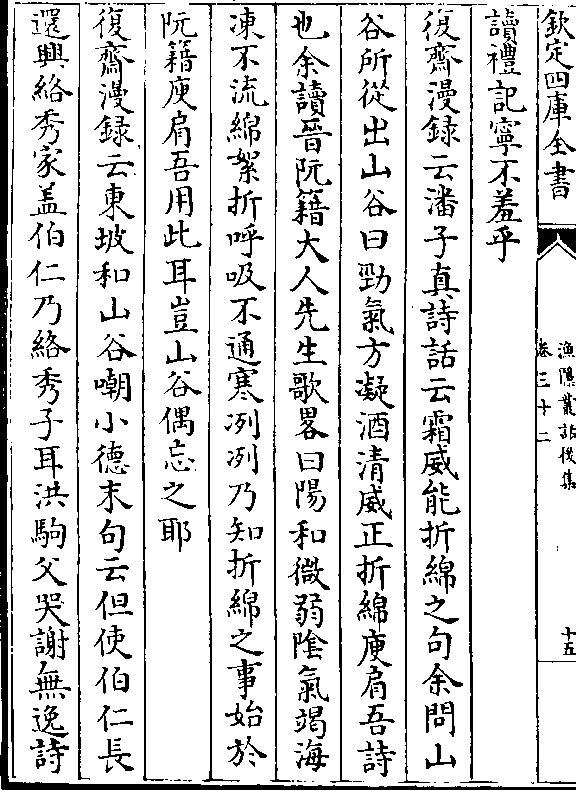 欽定四庫全書
漁隱叢話後集
卷三十二
十五
讀禮記寧不羞乎
復齋漫録云潘子真詩話云霜威能折綿之句余問山
谷所從出山谷曰勁氣方凝酒清威正折綿庾肩吾詩
也余讀晉阮籍大人先生歌畧曰陽和微弱隂氣竭海
凍不流綿絮折呼吸不通寒冽冽乃知折綿之事始於
阮籍庾肩吾用此耳豈山谷偶忘之耶
復齋漫録云東坡和山谷嘲小德末句云但使伯仁長
還興絡秀家盖伯仁乃絡秀子耳洪駒父哭謝無逸詩